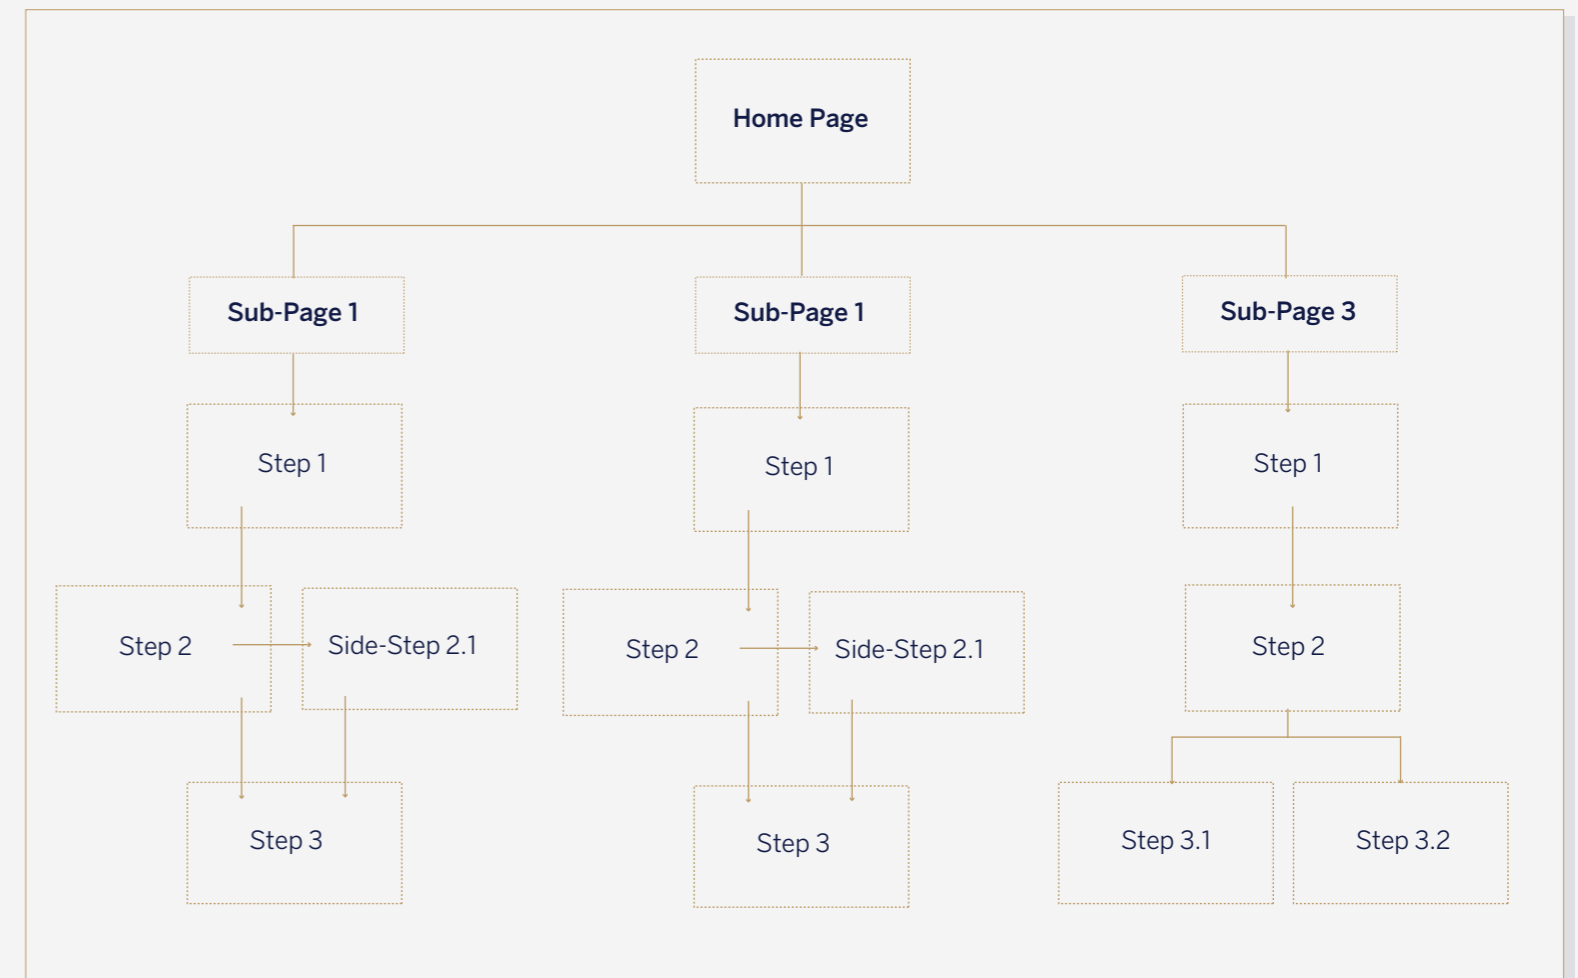 Home Page
Sub-Page 1
Sub-Page 1
Sub-Page 3
Step 1
Step 1
Step 1
Step 2
Side-Step 2.1
Step 2
Side-Step 2.1
Step 2
Step 3
Step 3
Step 3.1
Step 3.2